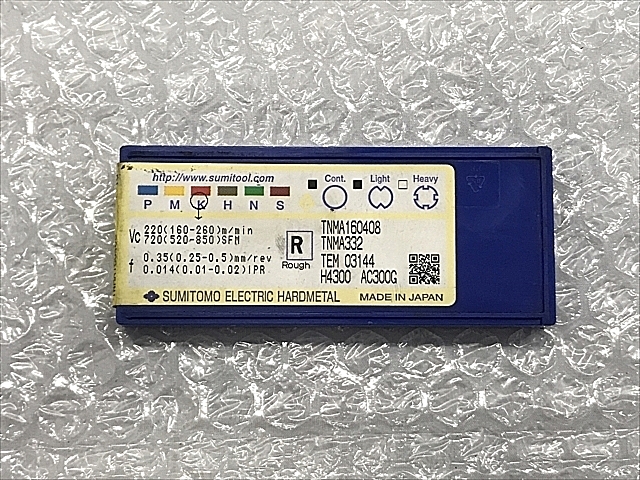 http://www.sumitool.com
P M K H N S
Cont. Light Heavy
Vc 220(160-260)m/min
720(520-850)SFM
f 0.35(0.25-0.5)mm/rev
0.014(0.01-0.02)IPR
R
Rough
TNMA160408
TNMA332
TEM 03144
H4300 AC300G
SUMITOMO ELECTRIC HARDMETAL MADE IN JAPAN